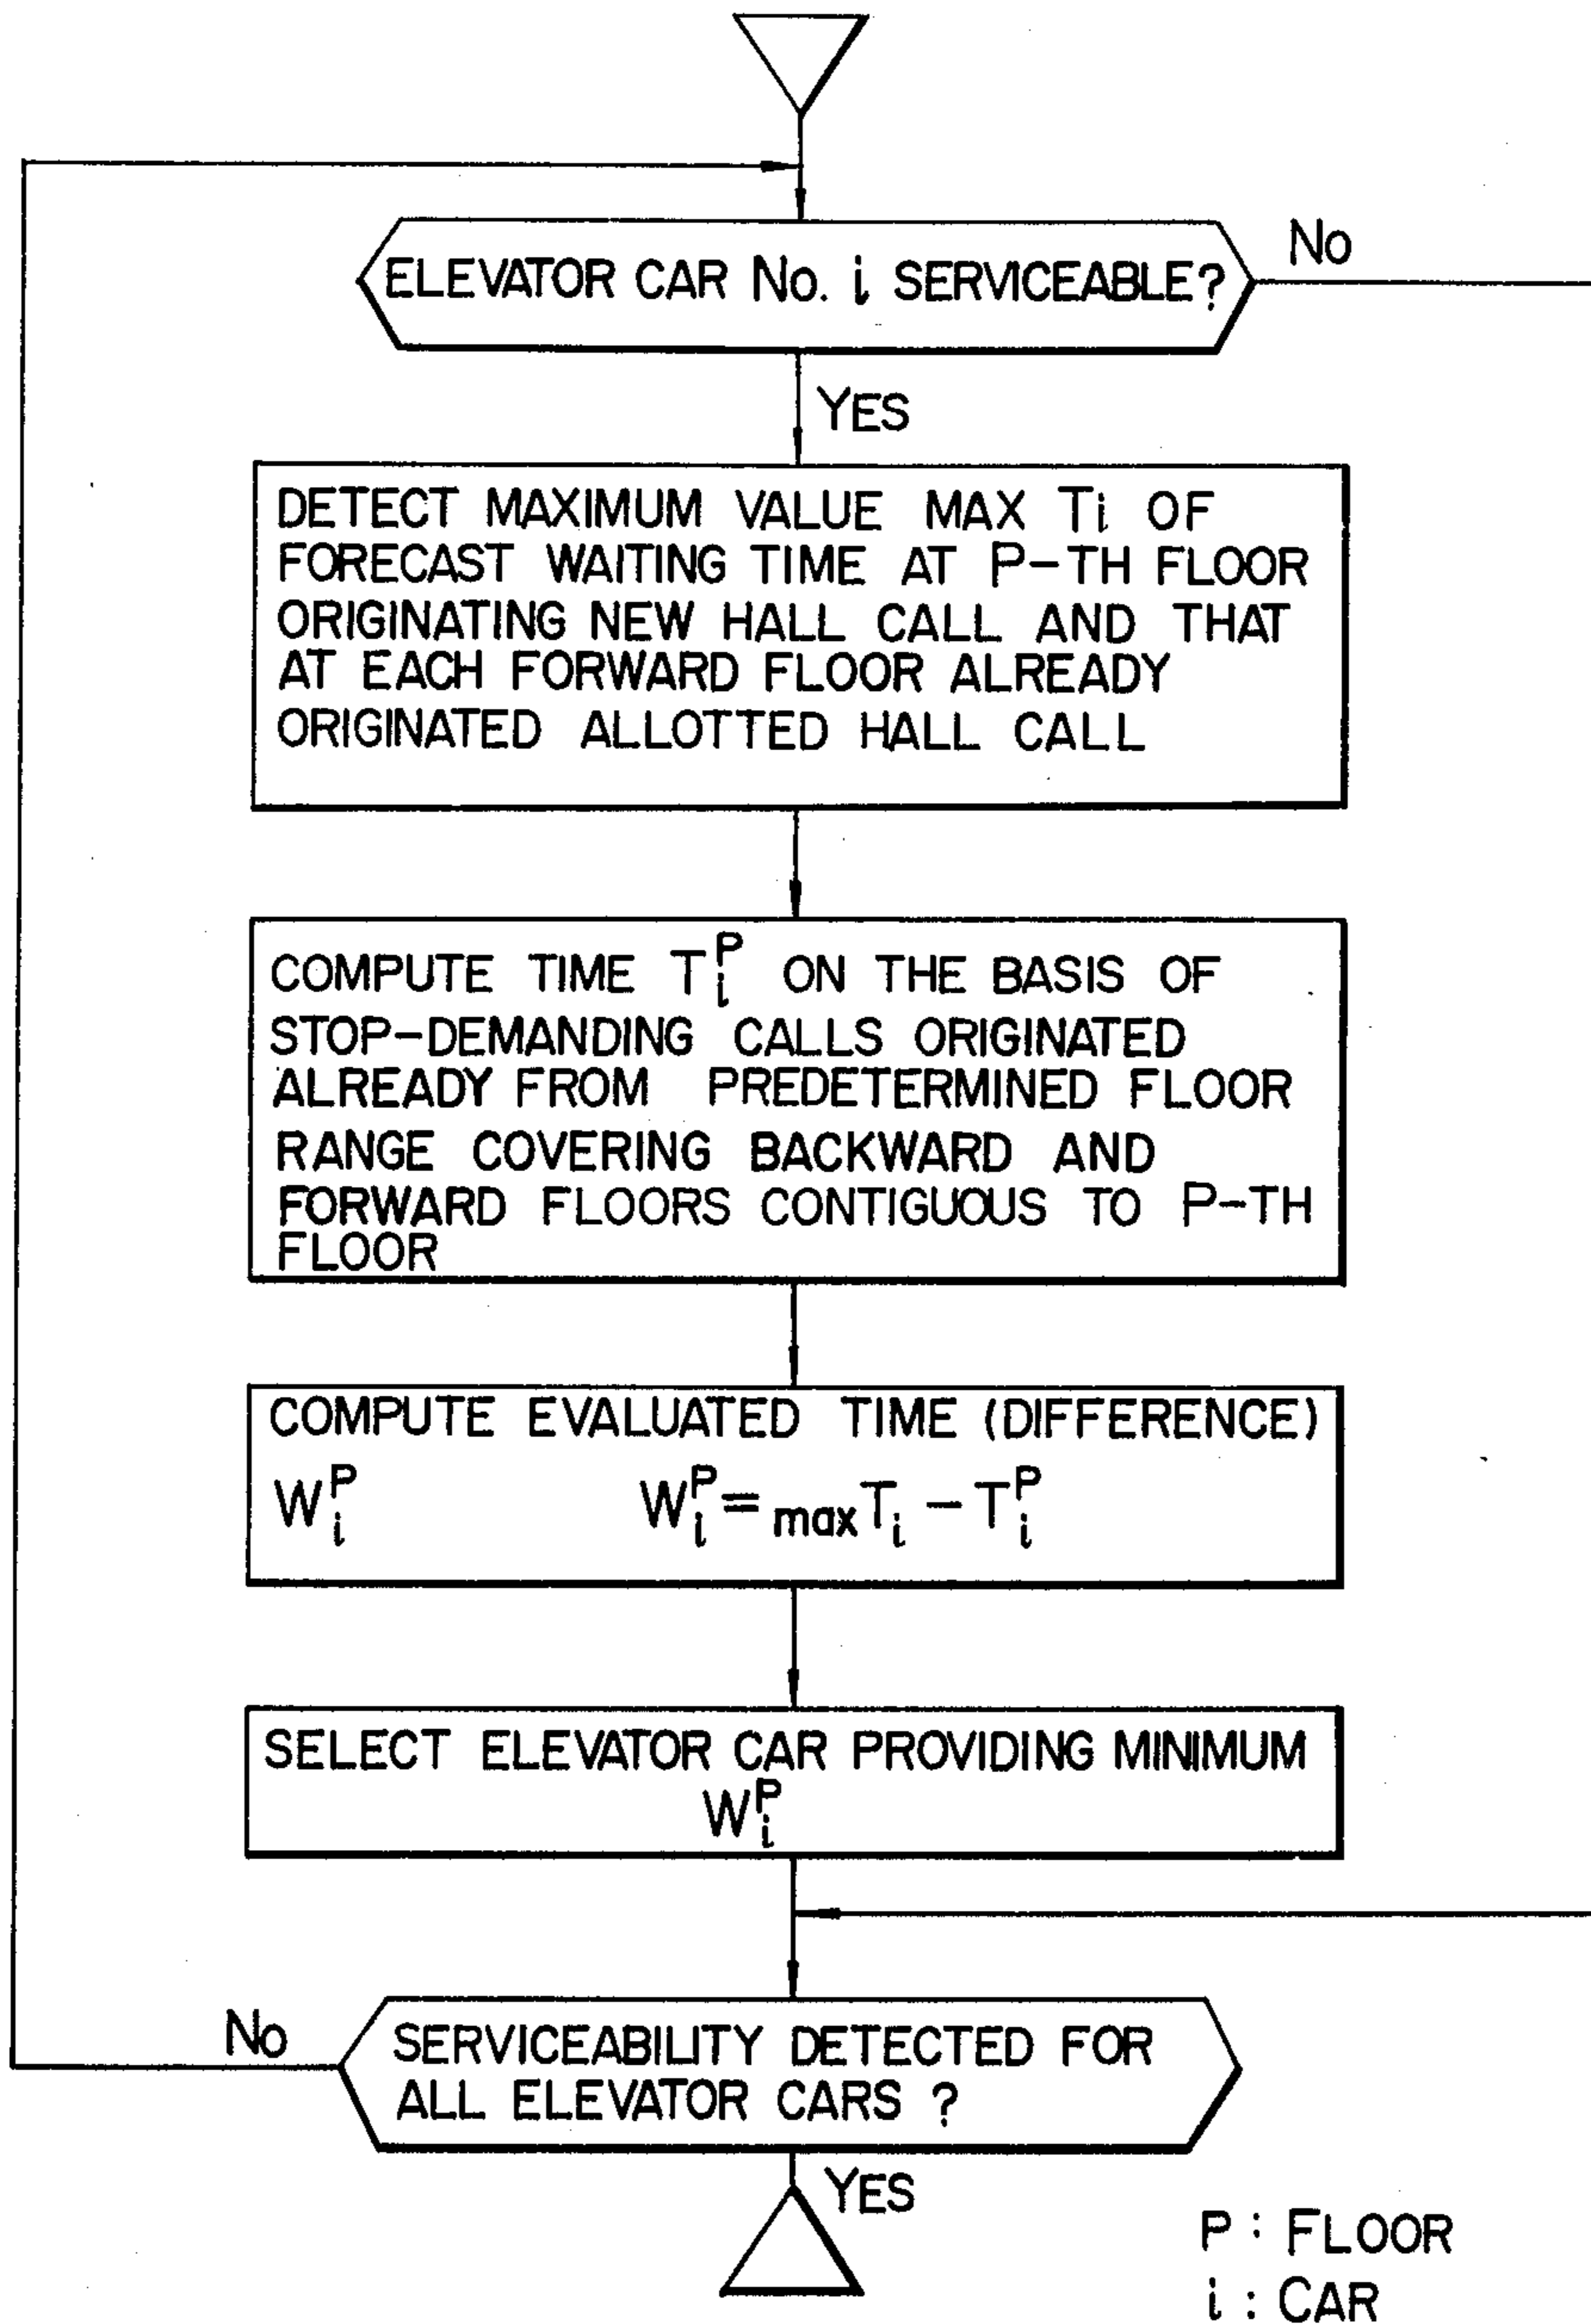 ELEVATOR CAR No. i SERVICEABLE?
No
YES
DETECT MAXIMUM VALUE MAX Ti OF
FORECAST WAITING TIME AT P-TH FLOOR
ORIGINATING NEW HALL CALL AND THAT
AT EACH FORWARD FLOOR ALREADY
ORIGINATED ALLOTTED HALL CALL
COMPUTE TIME T_i^P ON THE BASIS OF
STOP-DEMANDING CALLS ORIGINATED
ALREADY FROM PREDETERMINED FLOOR
RANGE COVERING BACKWARD AND
FORWARD FLOORS CONTIGUOUS TO P-TH
FLOOR
COMPUTE EVALUATED TIME (DIFFERENCE)
W_i^P W_i^P = max T_i - T_i^P
SELECT ELEVATOR CAR PROVIDING MINIMUM
W_i^P
No
SERVICEABILITY DETECTED FOR
ALL ELEVATOR CARS ?
YES
P : FLOOR
i : CAR